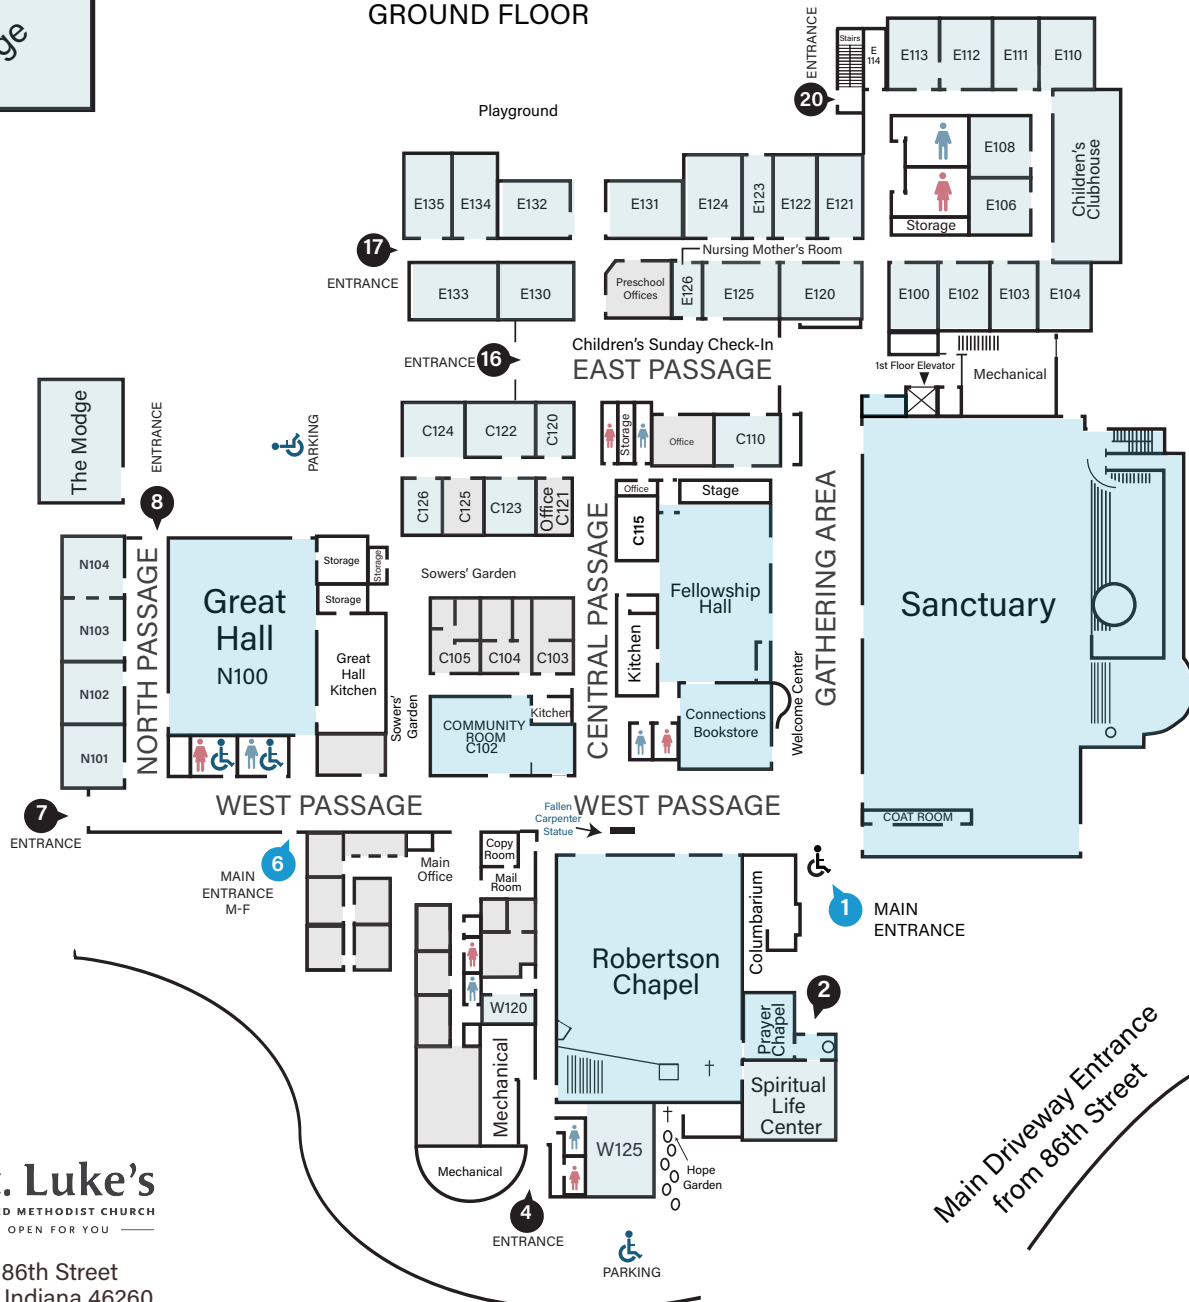 GROUND FLOOR
ge
ENTRANCE
20
Stairs
E
114
E113
E112
E111
E110
Playground
E108
E106
Storage
Children's
Clubhouse
E135
E134
E132
E131
E124
E123
E122
E121
17
ENTRANCE
Nursing Mother's Room
E133
E130
Preschool
Offices
E126
E125
E120
E100
E102
E103
E104
Children's Sunday Check-In
EAST PASSAGE
ENTRANCE
16
1st Floor Elevator
Mechanical
The Modge
ENTRANCE
8
PARKING
C124
C122
C120
Storage
Office
C110
C126
C125
C123
Office
C121
Office
Stage
C115
GATHERING AREA
N104
N103
N102
N101
NORTH PASSAGE
Great
Hall
N100
Storage
Storage
Storage
Great
Hall
Kitchen
Sowers' Garden
Sowers'
Garden
C105
C104
C103
CENTRAL PASSAGE
Kitchen
Fellowship
Hall
Sanctuary
COMMUNITY
ROOM
C102
Kitchen
Connections
Bookstore
Welcome Center
WEST PASSAGE
WEST PASSAGE
7
ENTRANCE
Fallen
Carpenter
Statue
COAT ROOM
6
MAIN
ENTRANCE
M-F
Main
Office
Copy
Room
Mail
Room
Columbarium
1
MAIN
ENTRANCE
Robertson
Chapel
2
W120
Prayer
Chapel
Mechanical
Spiritual
Life
Center
W125
Hope
Garden
Mechanical
4
ENTRANCE
PARKING
Main Driveway Entrance
from 86th Street
. Luke's
ED METHODIST CHURCH
OPEN FOR YOU
86th Street
Indiana 46260